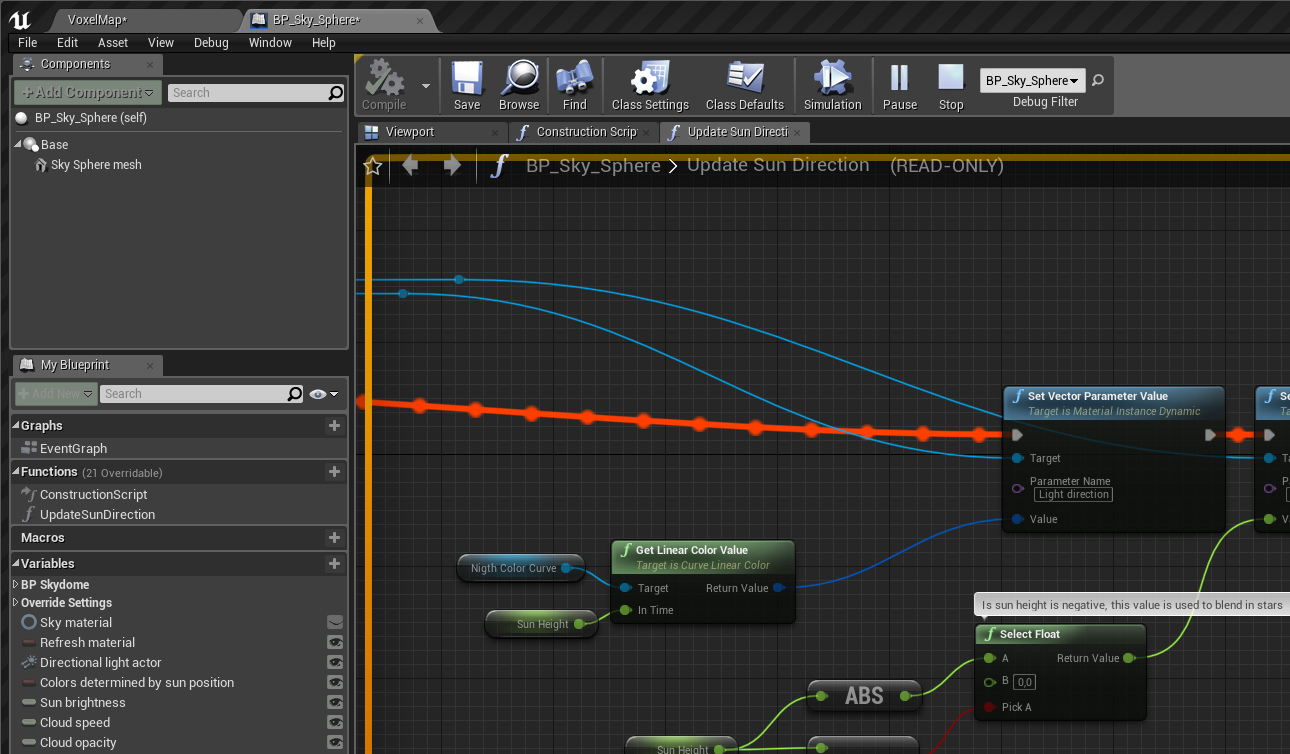 VoxelMap*
BP_Sky_Sphere*
File Edit Asset View Debug Window Help
Components
+Add Component
Search
BP_Sky_Sphere (self)
Base
Sky Sphere mesh
Compile
Save
Browse
Find
Class Settings
Class Defaults
Simulation
Pause
Stop
BP_Sky_Sphere
Debug Filter
Viewport
Construction Scrip
Update Sun Directi
BP_Sky_Sphere > Update Sun Direction (READ-ONLY)
My Blueprint
+Add New
Search
Graphs
EventGraph
Functions (21 Overridable)
ConstructionScript
UpdateSunDirection
Macros
Variables
BP Skydome
Override Settings
Sky material
Refresh material
Directional light actor
Colors determined by sun position
Sun brightness
Cloud speed
Cloud opacity
Set Vector Parameter Value
Target is Material Instance Dynamic
Target
Parameter Name
Light direction
Value
Nigth Color Curve
Sun Height
Get Linear Color Value
Target is Curve Linear Color
Target
Return Value
In Time
Is sun height is negative, this value is used to blend in stars
Select Float
A
Return Value
B 0,0
Pick A
ABS
Sun Height